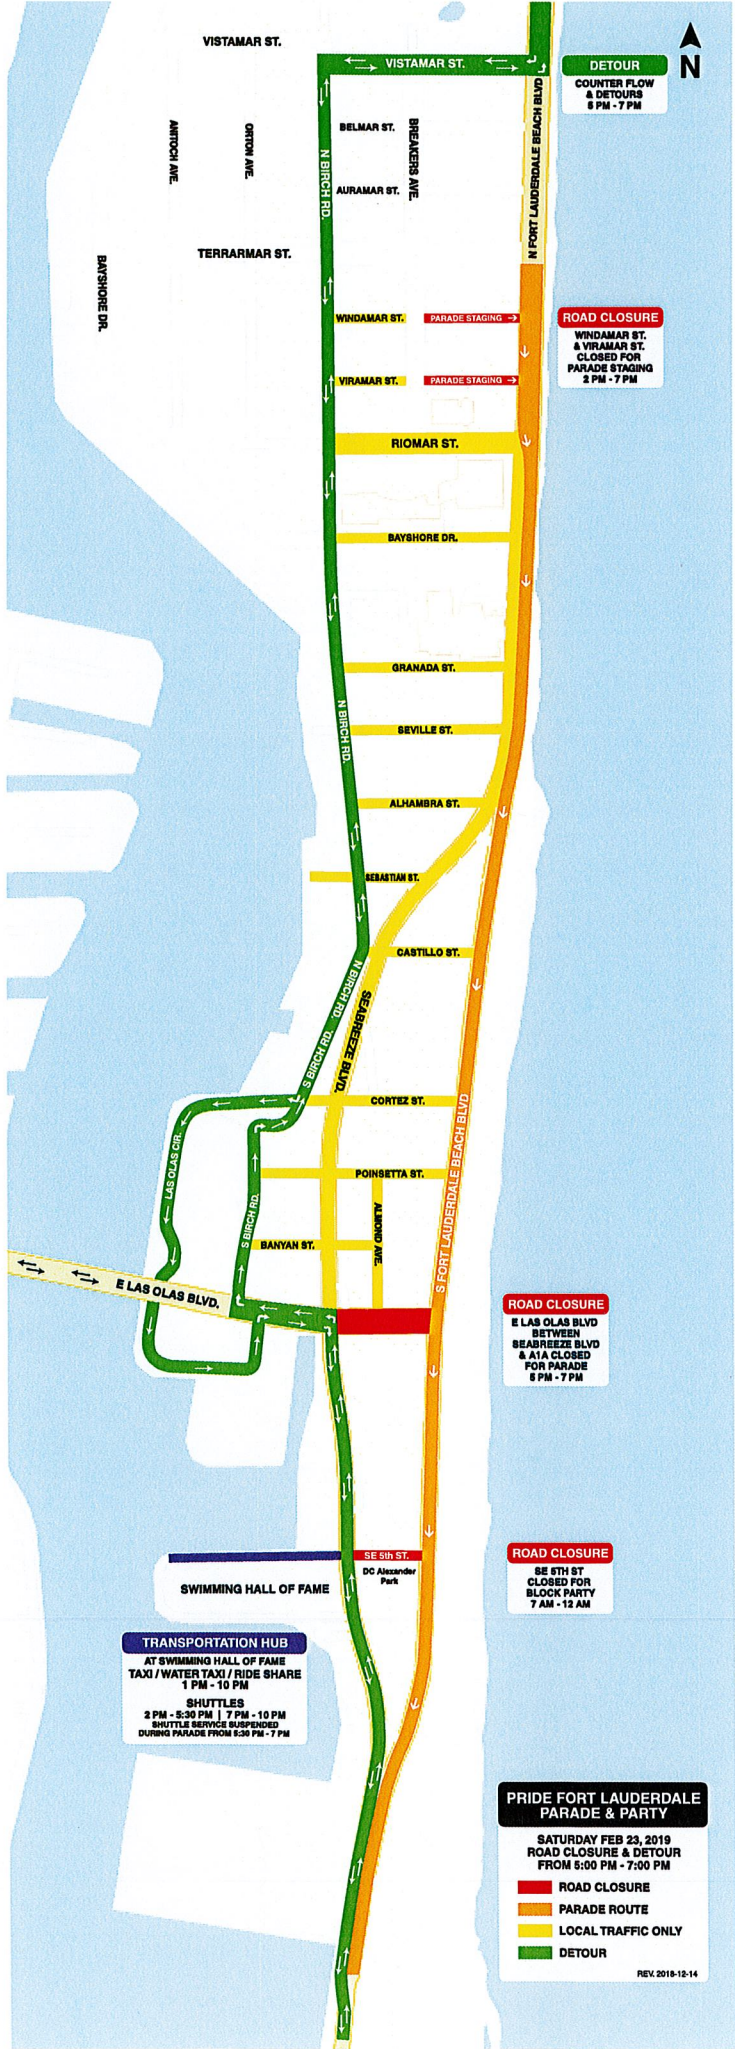 VISTAMAR ST.
N
VISTAMAR ST.
DETOUR
COUNTER FLOW
& DETOURS
5 PM - 7 PM
N FORT LAUDERDALE BEACH BLVD
ANITOCH AVE.
ORTON AVE.
BELMAR ST.
BREAKERS AVE.
N BIRCH RD.
AURAMAR ST.
TERRARMAR ST.
BAYSHORE DR.
WINDAMAR ST.
PARADE STAGING
ROAD CLOSURE
WINDAMAR ST.
& VIRAMAR ST.
CLOSED FOR
PARADE STAGING
2 PM - 7 PM
VIRAMAR ST.
PARADE STAGING
RIOMAR ST.
BAYSHORE DR.
GRANADA ST.
N BIRCH RD.
SEVILLE ST.
ALHAMBRA ST.
SEBASTIAN ST.
CASTILLO ST.
N BIRCH RD.
SEABREEZE BLVD.
S BIRCH RD.
CORTEZ ST.
S FORT LAUDERDALE BEACH BLVD
LAS OLAS CIR.
POINSETTA ST.
S BIRCH RD.
ALMOND AVE.
BANYAN ST.
E LAS OLAS BLVD.
ROAD CLOSURE
E LAS OLAS BLVD
BETWEEN
SEABREEZE BLVD
& A1A CLOSED
FOR PARADE
5 PM - 7 PM
SE 5th ST.
DC Alexander
Park
ROAD CLOSURE
SE 5TH ST
CLOSED FOR
BLOCK PARTY
7 AM - 12 AM
SWIMMING HALL OF FAME
TRANSPORTATION HUB
AT SWIMMING HALL OF FAME
TAXI / WATER TAXI / RIDE SHARE
1 PM - 10 PM
SHUTTLES
2 PM - 5:30 PM | 7 PM - 10 PM
SHUTTLE SERVICE SUSPENDED
DURING PARADE FROM 5:30 PM - 7 PM
PRIDE FORT LAUDERDALE
PARADE & PARTY
SATURDAY FEB 23, 2019
ROAD CLOSURE & DETOUR
FROM 5:00 PM - 7:00 PM
ROAD CLOSURE
PARADE ROUTE
LOCAL TRAFFIC ONLY
DETOUR
REV. 2018-12-14